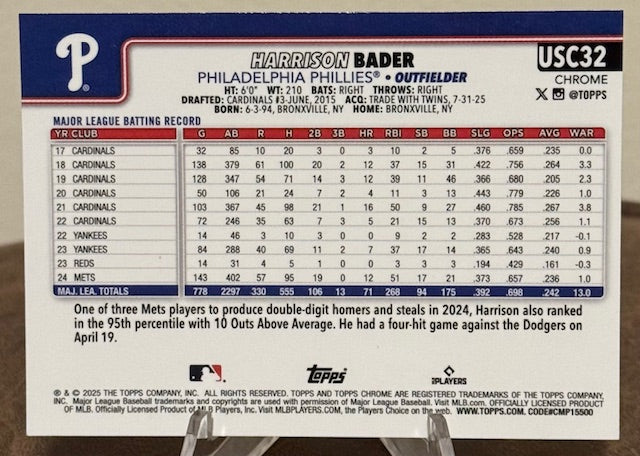 P
HARRISON BADER
USC32
PHILADELPHIA PHILLIES® • OUTFIELDER
CHROME
HT: 6'0" WT: 210 BATS: RIGHT THROWS: RIGHT
X @TOPPS
DRAFTED: CARDINALS #3-JUNE, 2015 ACQ: TRADE WITH TWINS, 7-31-25
BORN: 6-3-94, BRONXVILLE, NY HOME: BRONXVILLE, NY
MAJOR LEAGUE BATTING RECORD
YR CLUB G AB R H 2B 3B HR RBI SB BB SLG OPS AVG WAR
17 CARDINALS 32 85 10 20 3 0 3 10 2 5 .376 .659 .235 0.0
18 CARDINALS 138 379 61 100 20 2 12 37 15 31 .422 .756 .264 3.3
19 CARDINALS 128 347 54 71 14 3 12 39 11 46 .366 .680 .205 2.3
20 CARDINALS 50 106 21 24 7 2 4 11 3 13 .443 .779 .226 1.0
21 CARDINALS 103 367 45 98 21 1 16 50 9 27 .460 .785 .267 3.8
22 CARDINALS 72 246 35 63 7 3 5 21 15 13 .370 .673 .256 1.1
22 YANKEES 14 46 3 10 3 0 0 9 2 2 .283 .528 .217 -0.1
23 YANKEES 84 288 40 69 11 2 7 37 17 14 .365 .643 .240 0.9
23 REDS 14 31 4 5 1 0 0 3 3 3 .194 .429 .161 -0.3
24 METS 143 402 57 95 19 0 12 51 17 21 .373 .657 .236 1.0
MAJ. LEA. TOTALS 778 2297 330 555 106 13 71 268 94 175 .392 .698 .242 13.0
One of three Mets players to produce double-digit homers and steals in 2024, Harrison also ranked
in the 95th percentile with 10 Outs Above Average. He had a four-hit game against the Dodgers on
April 19.
Topps
PLAYERS
® & © 2025 THE TOPPS COMPANY, INC. ALL RIGHTS RESERVED. TOPPS AND TOPPS CHROME ARE REGISTERED TRADEMARKS OF THE TOPPS COMPANY,
INC. Major League Baseball trademarks and copyrights are used with permission of Major League Baseball. Visit MLB.com. OFFICIALLY LICENSED PRODUCT
OF MLB. Officially Licensed Product of MLB Players, Inc. Visit MLBPLAYERS.COM, the Players Choice on the web. WWW.TOPPS.COM. CODE#CMP15500